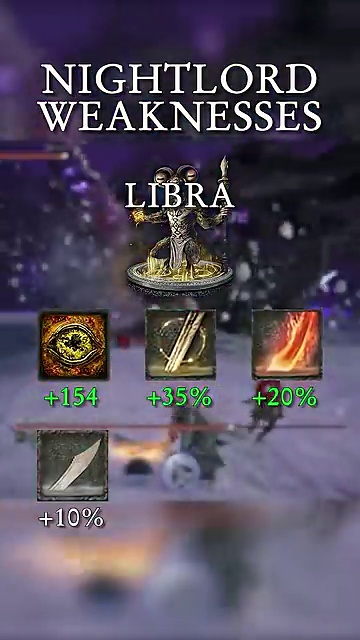 NIGHTLORD
WEAKNESSES
LIBRA
+154 +35% +20%
+10%